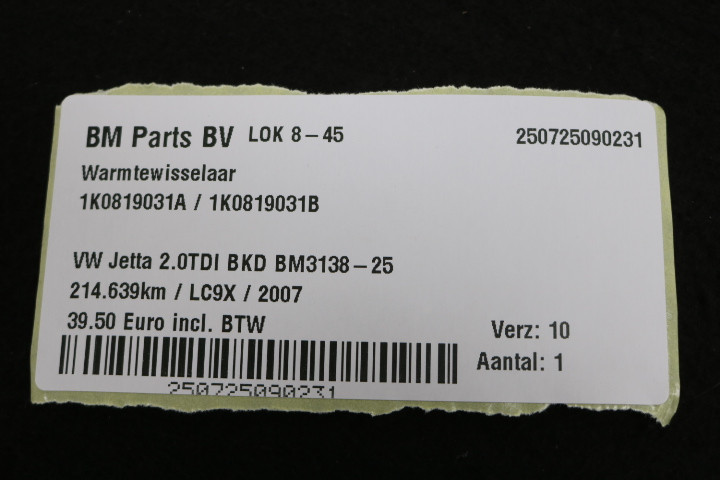 BM Parts BV LOK 8-45 250725090231
Warmtewisselaar
1K0819031A / 1K0819031B
VW Jetta 2.0TDI BKD BM3138-25
214.639km / LC9X / 2007
39.50 Euro incl. BTW
Verz: 10
Aantal: 1
250725090231